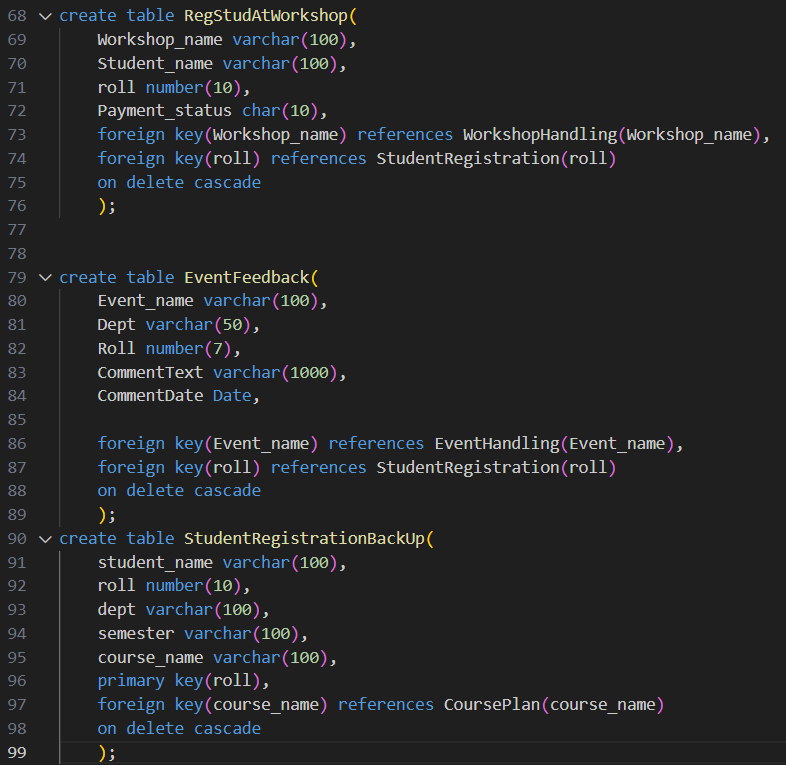 68 create table RegStudAtWorkshop(
69 Workshop_name varchar(100),
70 Student_name varchar(100),
71 roll number(10),
72 Payment_status char(10),
73 foreign key(Workshop_name) references WorkshopHandling(Workshop_name),
74 foreign key(roll) references StudentRegistration(roll)
75 on delete cascade
76 );
77
78
79 create table EventFeedback(
80 Event_name varchar(100),
81 Dept varchar(50),
82 Roll number(7),
83 CommentText varchar(1000),
84 CommentDate Date,
85
86 foreign key(Event_name) references EventHandling(Event_name),
87 foreign key(roll) references StudentRegistration(roll)
88 on delete cascade
89 );
90 create table StudentRegistrationBackUp(
91 student_name varchar(100),
92 roll number(10),
93 dept varchar(100),
94 semester varchar(100),
95 course_name varchar(100),
96 primary key(roll),
97 foreign key(course_name) references CoursePlan(course_name)
98 on delete cascade
99 );